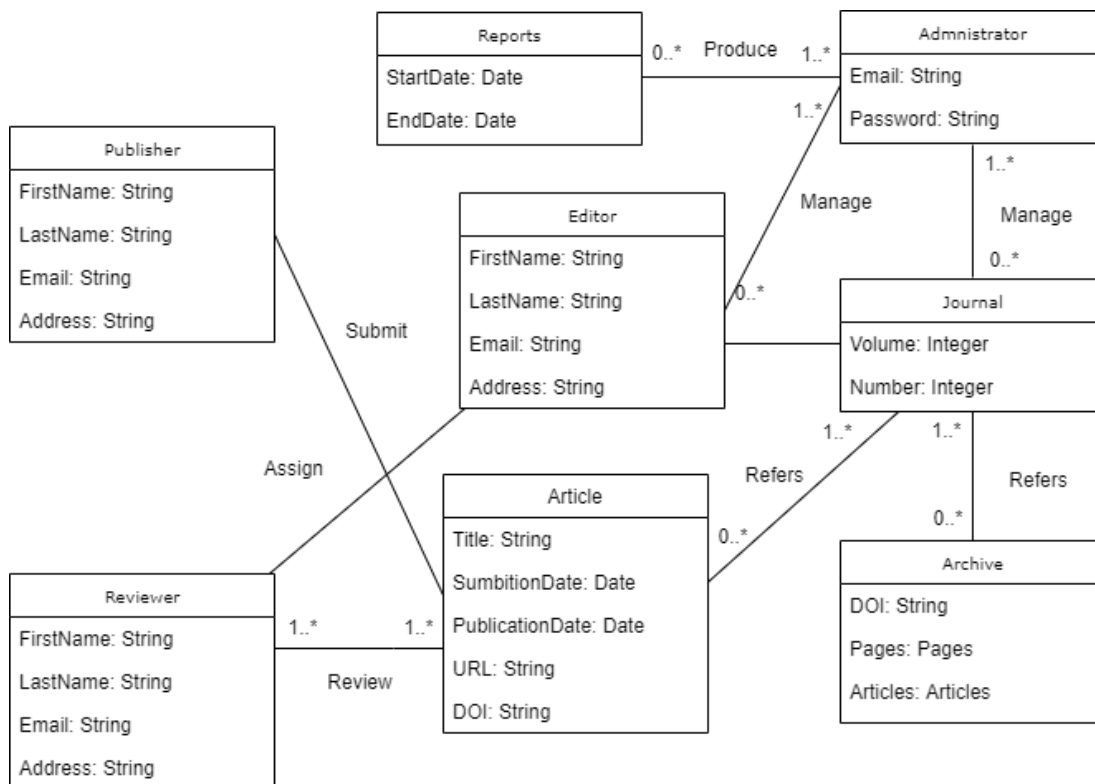 Reports
StartDate: Date
EndDate: Date
0..*
Produce
1..*
Admnistrator
Email: String
Password: String
Publisher
FirstName: String
LastName: String
Email: String
Address: String
1..*
Manage
1..*
Manage
0..*
Editor
FirstName: String
LastName: String
Email: String
Address: String
0..*
Journal
Volume: Integer
Number: Integer
Submit
Assign
1..*
Refers
0..*
1..*
Refers
0..*
Article
Title: String
SumbitionDate: Date
PublicationDate: Date
URL: String
DOI: String
Archive
DOI: String
Pages: Pages
Articles: Articles
Reviewer
FirstName: String
LastName: String
Email: String
Address: String
1..*
Review
1..*